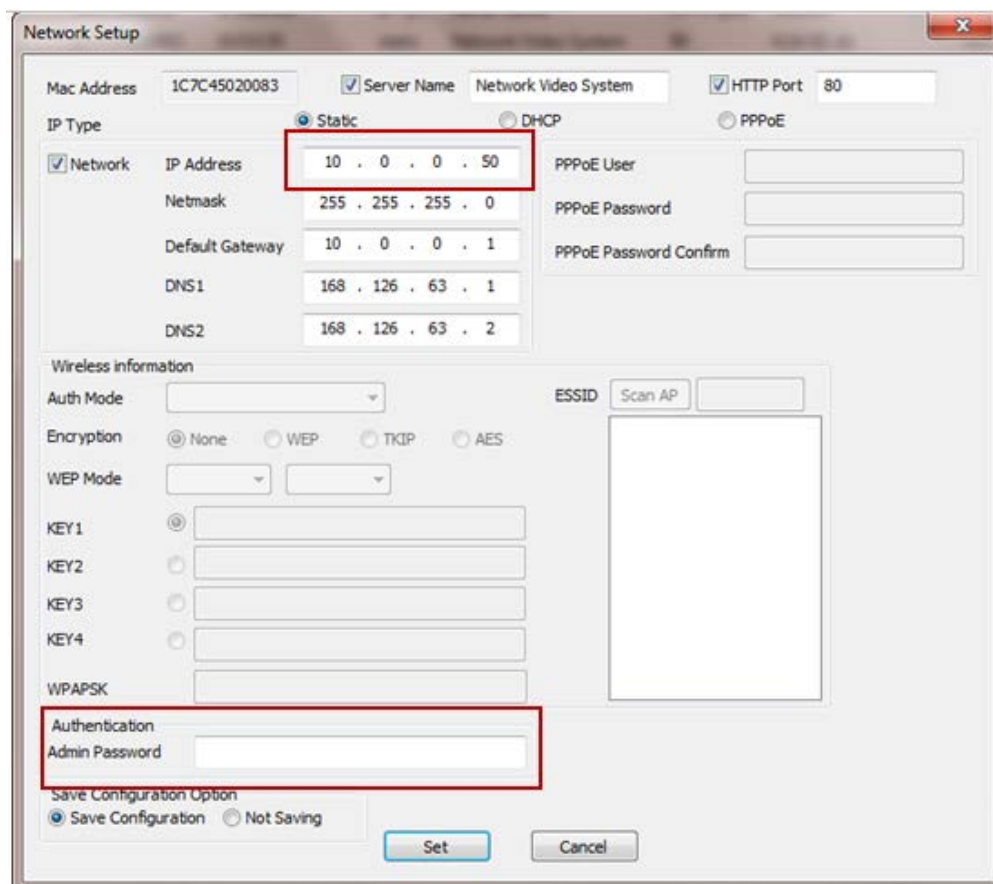 Network Setup
Mac Address 1C7C45020083 Server Name Network Video System HTTP Port 80
IP Type Static DHCP PPPoE
Network IP Address 10 . 0 . 0 . 50 PPPoE User
Netmask 255 . 255 . 255 . 0 PPPoE Password
Default Gateway 10 . 0 . 0 . 1 PPPoE Password Confirm
DNS1 168 . 126 . 63 . 1
DNS2 168 . 126 . 63 . 2
Wireless information
Auth Mode ESSID Scan AP
Encryption None WEP TKIP AES
WEP Mode
KEY1
KEY2
KEY3
KEY4
WPAPSK
Authentication
Admin Password
Save Configuration Option
Save Configuration Not Saving
Set Cancel